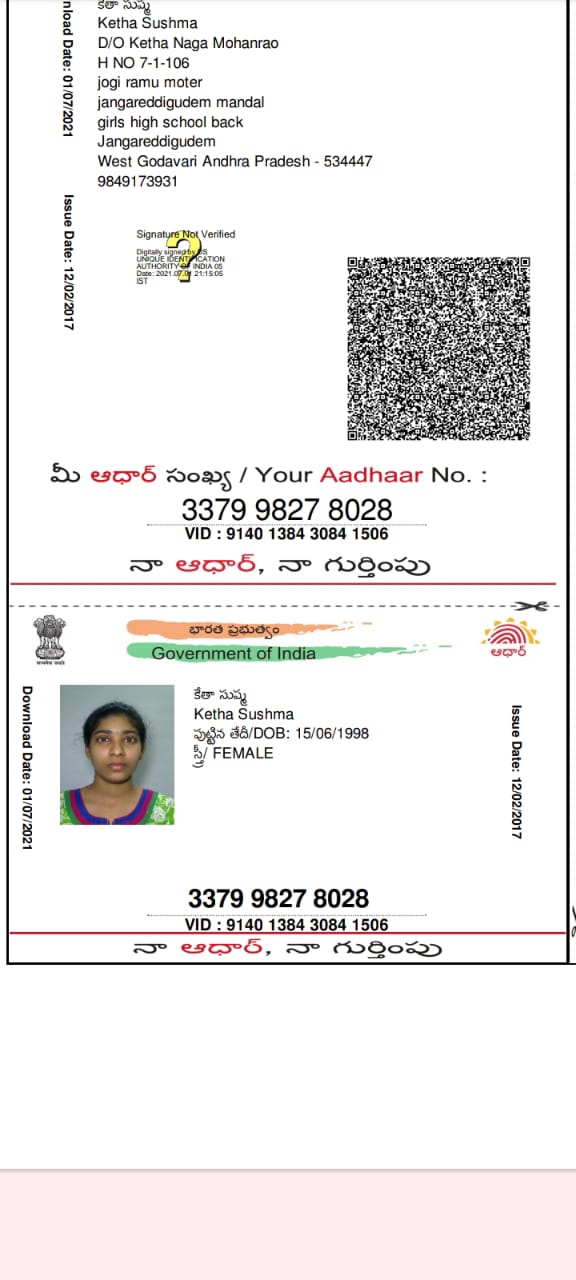 కేతా సుష్మ
Ketha Sushma
D/O Ketha Naga Mohanrao
H NO 7-1-106
jogi ramu moter
jangareddigudem mandal
girls high school back
Jangareddigudem
West Godavari Andhra Pradesh - 534447
9849173931
nload Date: 01/07/2021
Issue Date: 12/02/2017
Signature Not Verified
Digitally signed by DS
UNIQUE IDENTIFICATION
AUTHORITY OF INDIA 05
Date: 2021.07.01 21:15:05
IST
మీ ఆధార్ సంఖ్య / Your Aadhaar No. :
3379 9827 8028
VID : 9140 1384 3084 1506
నా ఆధార్, నా గుర్తింపు
భారత ప్రభుత్వం
Government of India
ఆధార్
Download Date: 01/07/2021
కేతా సుష్మ
Ketha Sushma
పుట్టిన తేదీ/DOB: 15/06/1998
స్త్రీ/ FEMALE
Issue Date: 12/02/2017
3379 9827 8028
VID : 9140 1384 3084 1506
నా ఆధార్, నా గుర్తింపు